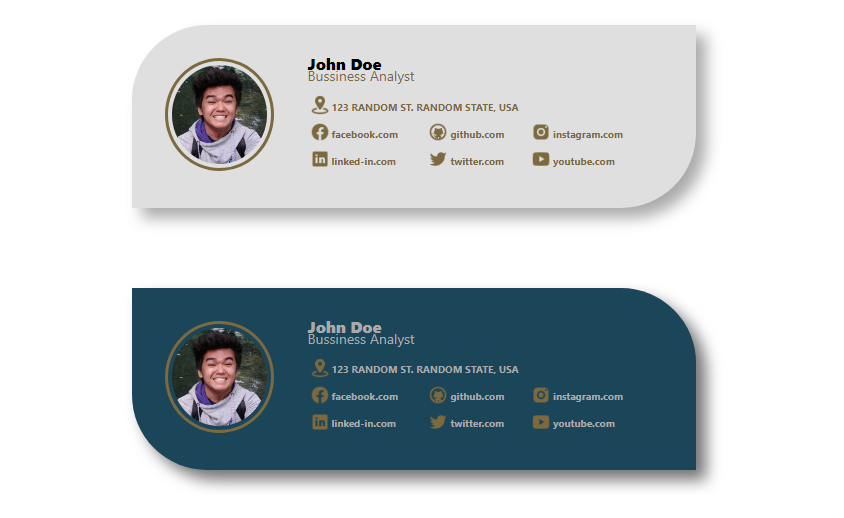 John Doe
Bussiness Analyst
123 RANDOM ST. RANDOM STATE, USA
facebook.com github.com instagram.com
linked-in.com twitter.com youtube.com
John Doe
Bussiness Analyst
123 RANDOM ST. RANDOM STATE, USA
facebook.com github.com instagram.com
linked-in.com twitter.com youtube.com